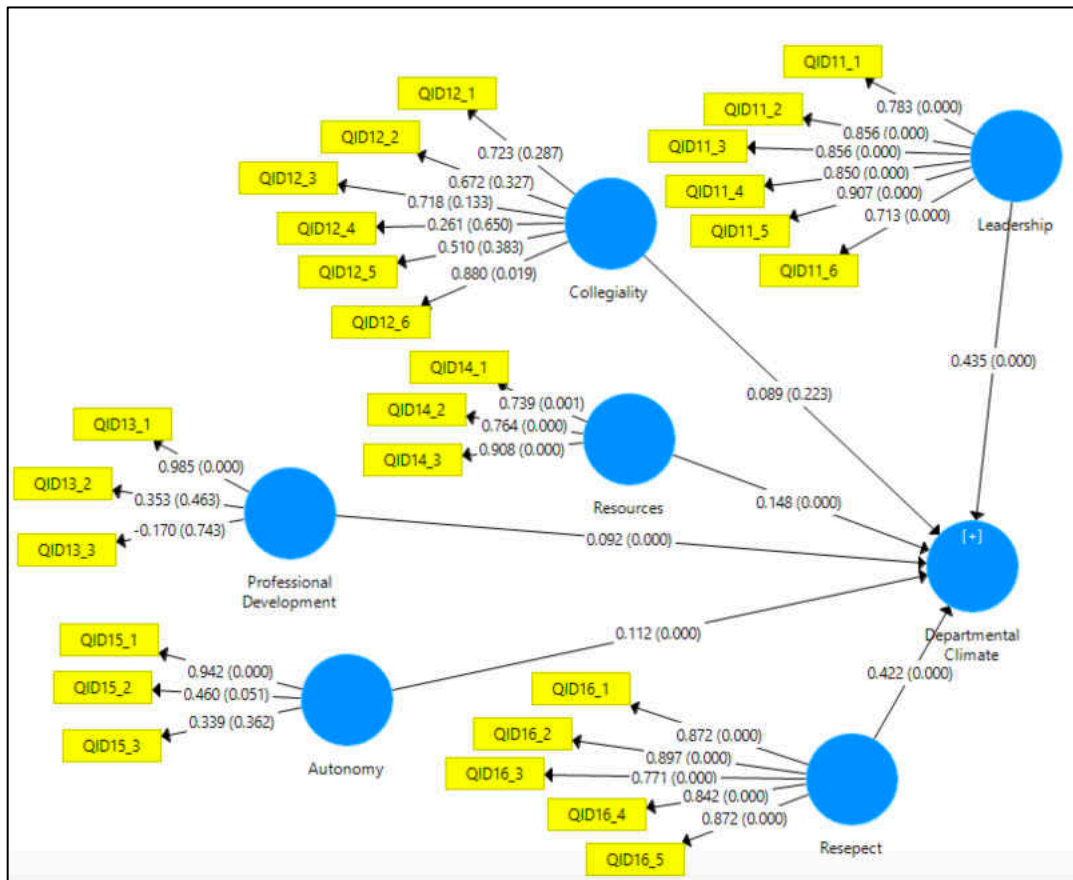 QID11_1
0.783 (0.000)
QID11_2
0.856 (0.000)
QID11_3
0.856 (0.000)
QID11_4
0.850 (0.000)
QID11_5
0.907 (0.000)
QID11_6
0.713 (0.000)
Leadership
0.435 (0.000)
QID12_1
0.723 (0.287)
QID12_2
0.672 (0.327)
QID12_3
0.718 (0.133)
QID12_4
0.261 (0.650)
QID12_5
0.510 (0.383)
QID12_6
0.880 (0.019)
Collegiality
0.089 (0.223)
QID14_1
0.739 (0.001)
QID14_2
0.764 (0.000)
QID14_3
0.908 (0.000)
Resources
0.148 (0.000)
QID13_1
0.985 (0.000)
QID13_2
0.353 (0.463)
QID13_3
-0.170 (0.743)
Professional
Development
0.092 (0.000)
[+]
Departmental
Climate
QID15_1
0.942 (0.000)
QID15_2
0.460 (0.051)
QID15_3
0.339 (0.362)
Autonomy
0.112 (0.000)
QID16_1
0.872 (0.000)
QID16_2
0.897 (0.000)
QID16_3
0.771 (0.000)
QID16_4
0.842 (0.000)
QID16_5
0.872 (0.000)
Resepect
0.422 (0.000)